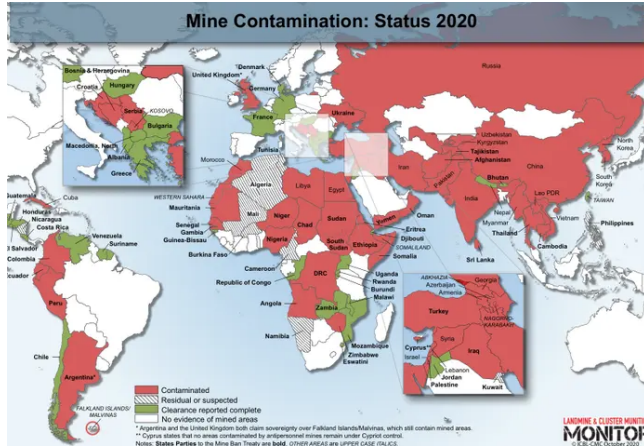 Mine Contamination: Status 2020
Bosnia & Herzegovina
Croatia
Hungary
Serbia
KOSOVO
Bulgaria
Macedonia, North
Albania
Greece
Denmark
United Kingdom*
Germany
France
Ukraine
Russia
Tunisia
Morocco
Algeria
Libya
Egypt
WESTERN SAHARA
Mauritania
Mali
Niger
Chad
Sudan
Senegal
Gambia
Guinea-Bissau
Burkina Faso
Nigeria
South
Sudan
Ethiopia
Yemen
Oman
Eritrea
Djibouti
SOMALILAND
Somalia
Cameroon
Republic of Congo
DRC
Uganda
Rwanda
Burundi
Malawi
Angola
Zambia
Namibia
Mozambique
Zimbabwe
Eswatini
Uzbekistan
Kyrgyzstan
Tajikistan
Afghanistan
Iran
Pakistan
India
China
Bhutan
Nepal
Myanmar
Thailand
Lao PDR
Vietnam
Cambodia
Sri Lanka
North
Korea
South
Korea
TAIWAN
Philippines
Guatemala
Cuba
Honduras
Nicaragua
Costa Rica
l Salvador
Venezuela
Suriname
Colombia
cuador
Peru
Chile
Argentina*
FALKLAND ISLANDS/
MALVINAS
ABKHAZIA
Georgia
Azerbaijan
Armenia
NAGORNO-
KARABAKH
Turkey
Cyprus**
Syria
Iraq
Israel
Lebanon
Jordan
Palestine
Kuwait
Contaminated
Residual or suspected
Clearance reported complete
No evidence of mined areas
* Argentina and the United Kingdom both claim sovereignty over Falkland Islands/Malvinas, which still contain mined areas.
** Cyprus states that no areas contaminated by antipersonnel mines remain under Cypriot control.
Notes: States Parties to the Mine Ban Treaty are bold. OTHER AREAS are UPPER CASE ITALICS.
LANDMINE & CLUSTER M
MONITO
© ICBL-CMC October 2020